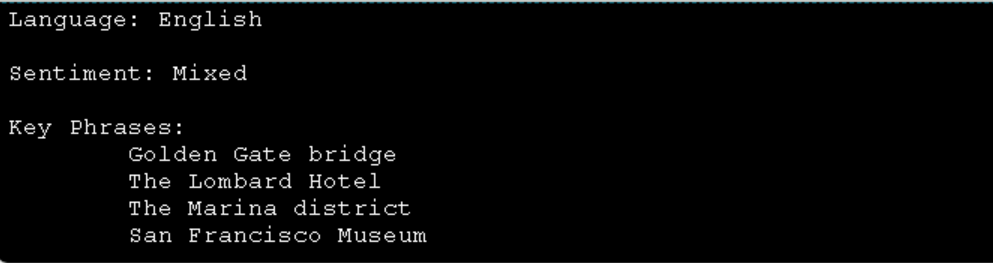 Language: English
Sentiment: Mixed
Key Phrases:
Golden Gate bridge
The Lombard Hotel
The Marina district
San Francisco Museum